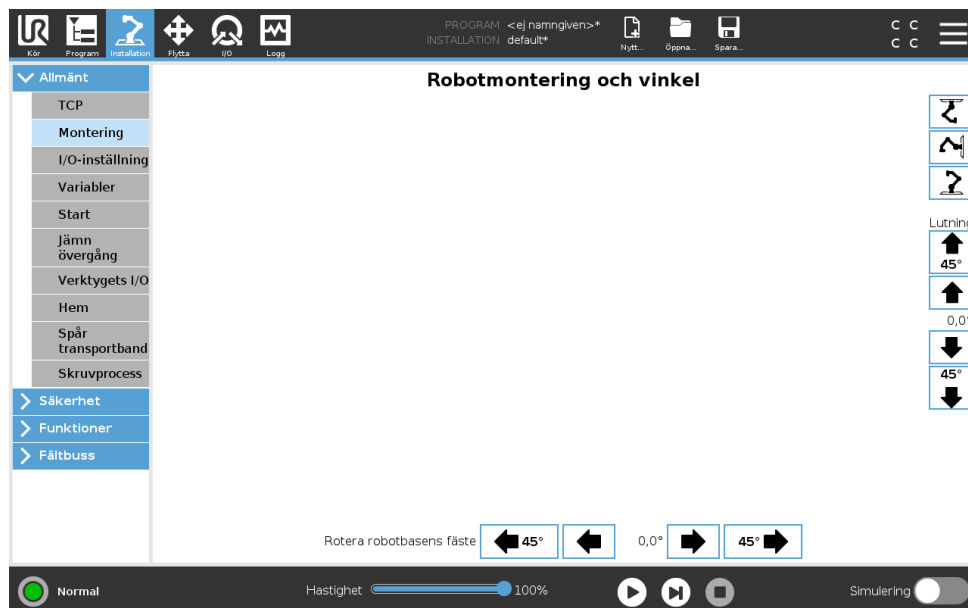 UR
Kör
Program
Installation
Flytta
I/O
Logg
PROGRAM <ej namngiven>*
INSTALLATION default*
Nytt...
Öppna...
Spara...
C C
C C
Allmänt
TCP
Montering
I/O-inställning
Variabler
Start
Jämn
övergång
Verktygets I/O
Hem
Spår
transportband
Skruvprocess
Säkerhet
Funktioner
Fältbuss
Robotmontering och vinkel
Lutning
45°
0,0°
45°
Rotera robotbasens fäste 45° 0,0° 45°
Normal
Hastighet 100%
Simulering